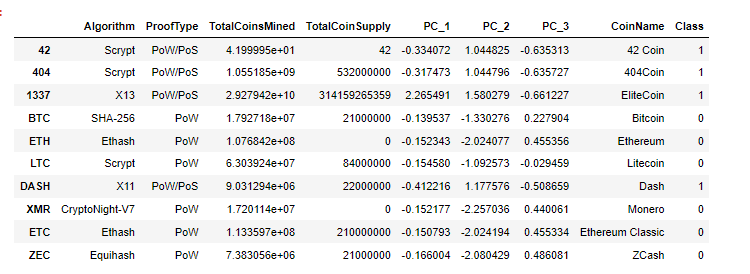 Algorithm ProofType TotalCoinsMined TotalCoinSupply PC_1 PC_2 PC_3 CoinName Class
42 Scrypt PoW/PoS 4.199995e+01 42 -0.334072 1.044825 -0.635313 42 Coin 1
404 Scrypt PoW/PoS 1.055185e+09 532000000 -0.317473 1.044796 -0.635727 404Coin 1
1337 X13 PoW/PoS 2.927942e+10 314159265359 2.265491 1.580279 -0.661227 EliteCoin 1
BTC SHA-256 PoW 1.792718e+07 21000000 -0.139537 -1.330276 0.227904 Bitcoin 0
ETH Ethash PoW 1.076842e+08 0 -0.152343 -2.024077 0.455356 Ethereum 0
LTC Scrypt PoW 6.303924e+07 84000000 -0.154580 -1.092573 -0.029459 Litecoin 0
DASH X11 PoW/PoS 9.031294e+06 22000000 -0.412216 1.177576 -0.508659 Dash 1
XMR CryptoNight-V7 PoW 1.720114e+07 0 -0.152177 -2.257036 0.440061 Monero 0
ETC Ethash PoW 1.133597e+08 210000000 -0.150793 -2.024194 0.455334 Ethereum Classic 0
ZEC Equihash PoW 7.383056e+06 21000000 -0.166004 -2.080429 0.486081 ZCash 0